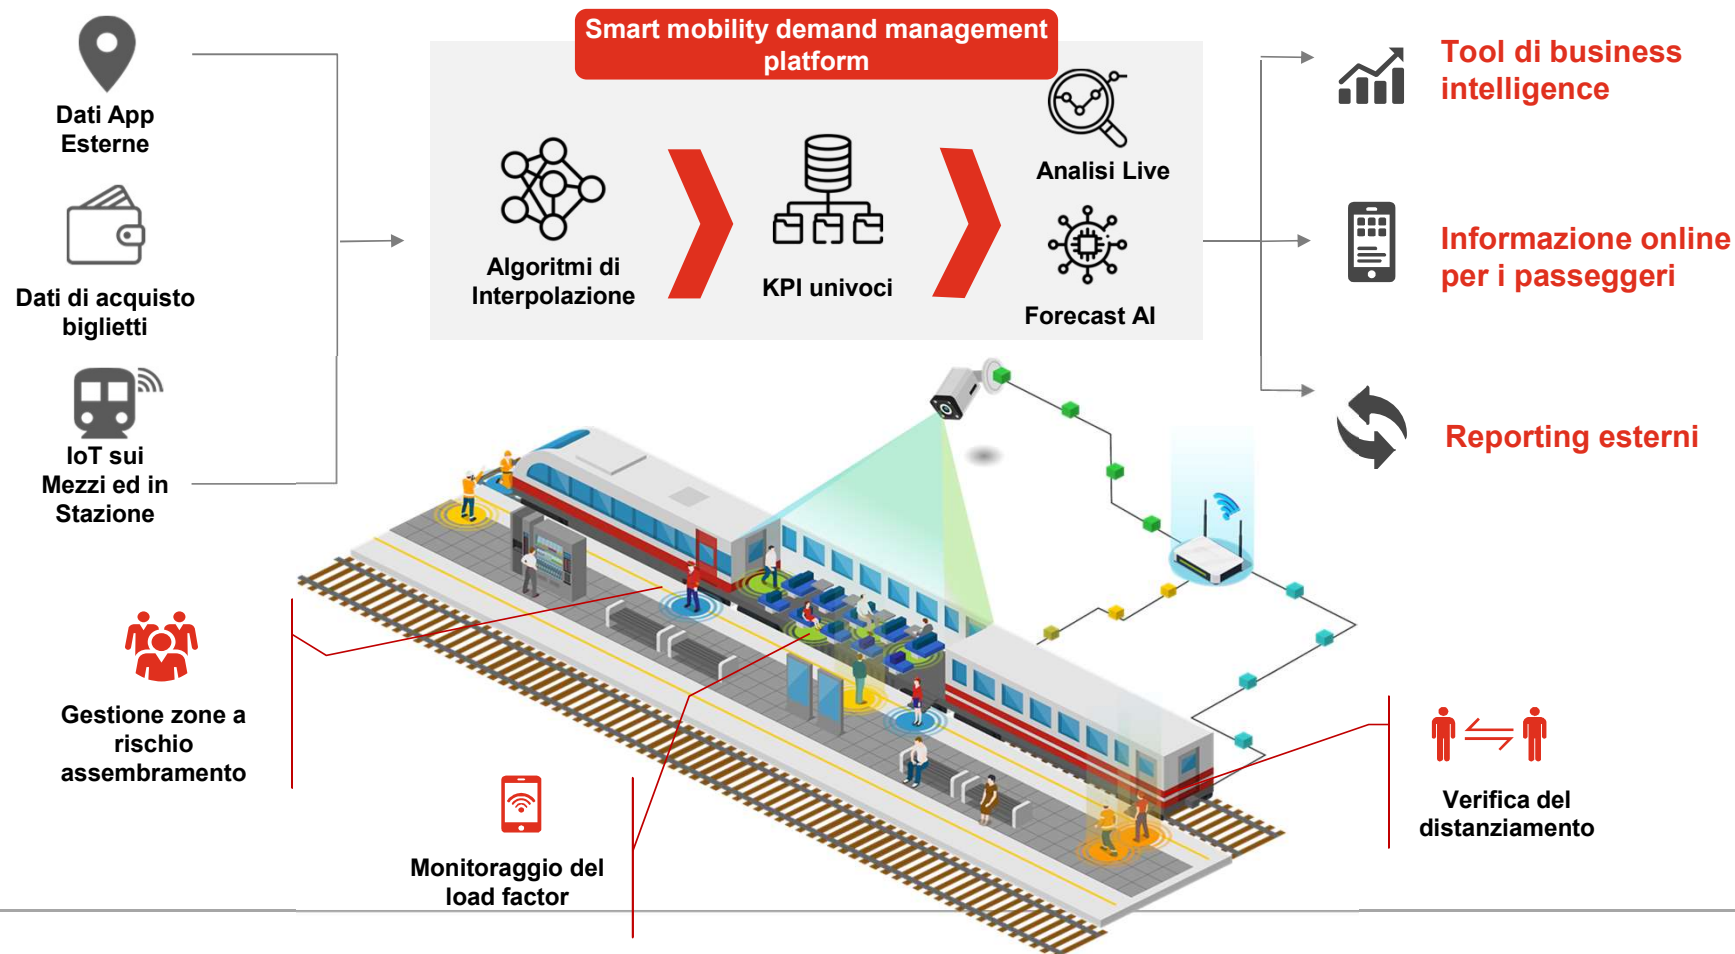 Smart mobility demand management
platform
Dati App
Esterne
Dati di acquisto
biglietti
IoT sui
Mezzi ed in
Stazione
Algoritmi di
Interpolazione
KPI univoci
Analisi Live
Forecast AI
Tool di business
intelligence
Informazione online
per i passeggeri
Reporting esterni
Gestione zone a
rischio
assembramento
Monitoraggio del
load factor
Verifica del
distanziamento